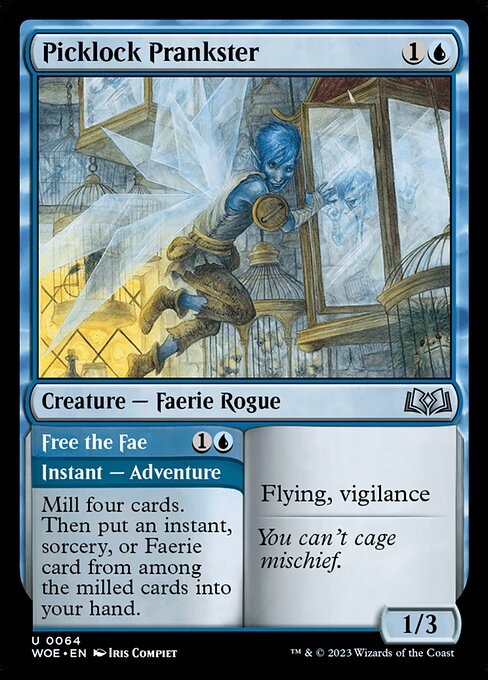 Picklock Prankster 1
Creature — Faerie Rogue
Free the Fae 1
Instant — Adventure
Mill four cards.
Then put an instant,
sorcery, or Faerie
card from among
the milled cards into
your hand.
Flying, vigilance
You can't cage
mischief.
1/3
U 0064
WOE • EN Iris Compiet
™ & © 2023 Wizards of the Coast